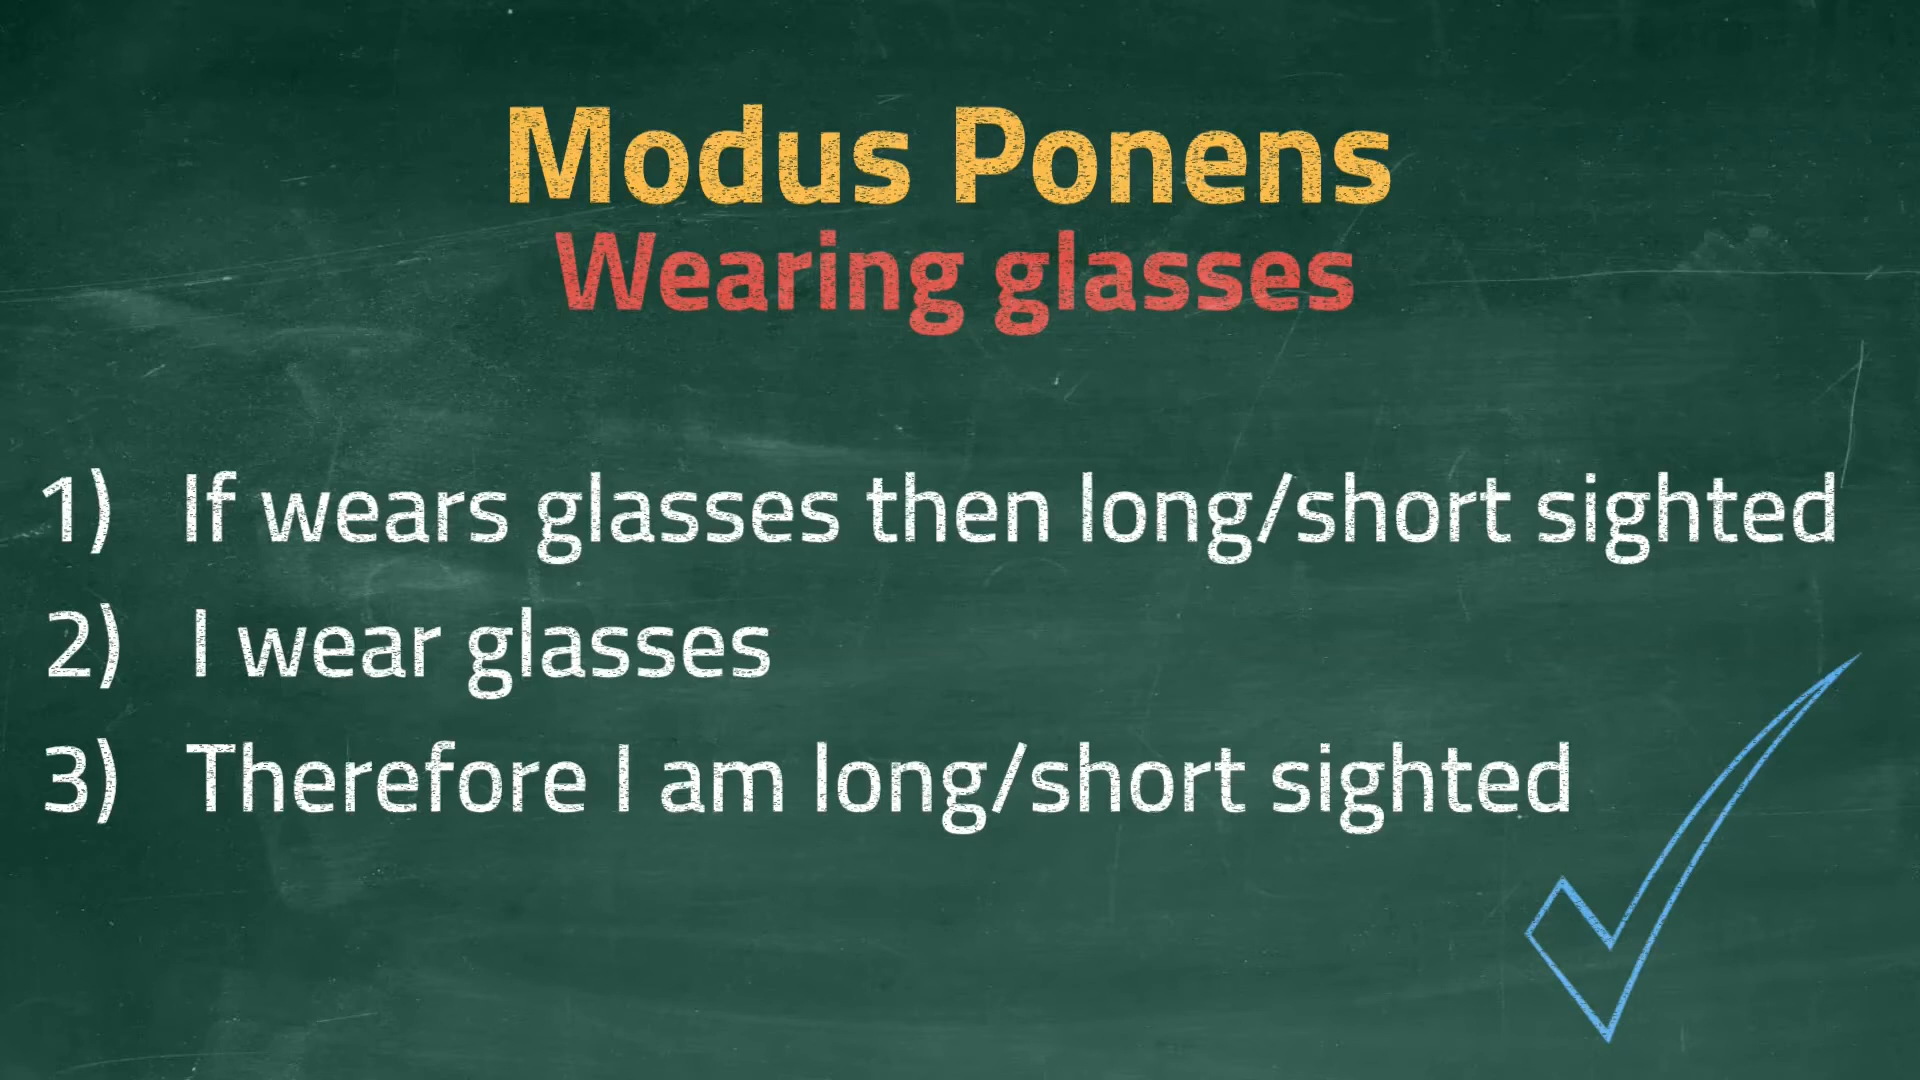 Modus Ponens
Wearing glasses
1) If wears glasses then long/short sighted
2) I wear glasses
3) Therefore I am long/short sighted